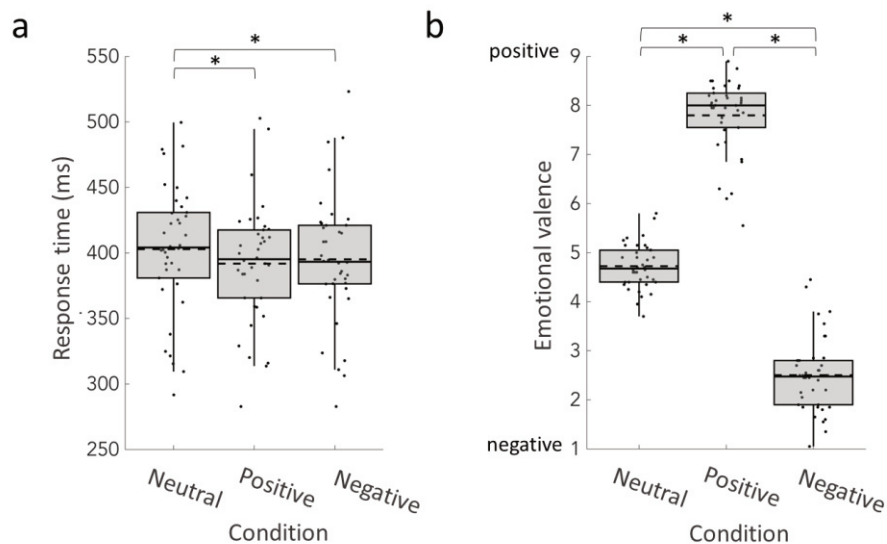 a
*
*
550
500
450
400
350
300
250
Response time (ms)
Neutral
Positive
Negative
Condition
b
*
*
*
positive
9
8
7
6
5
4
3
2
1
negative
Emotional valence
Neutral
Positive
Negative
Condition